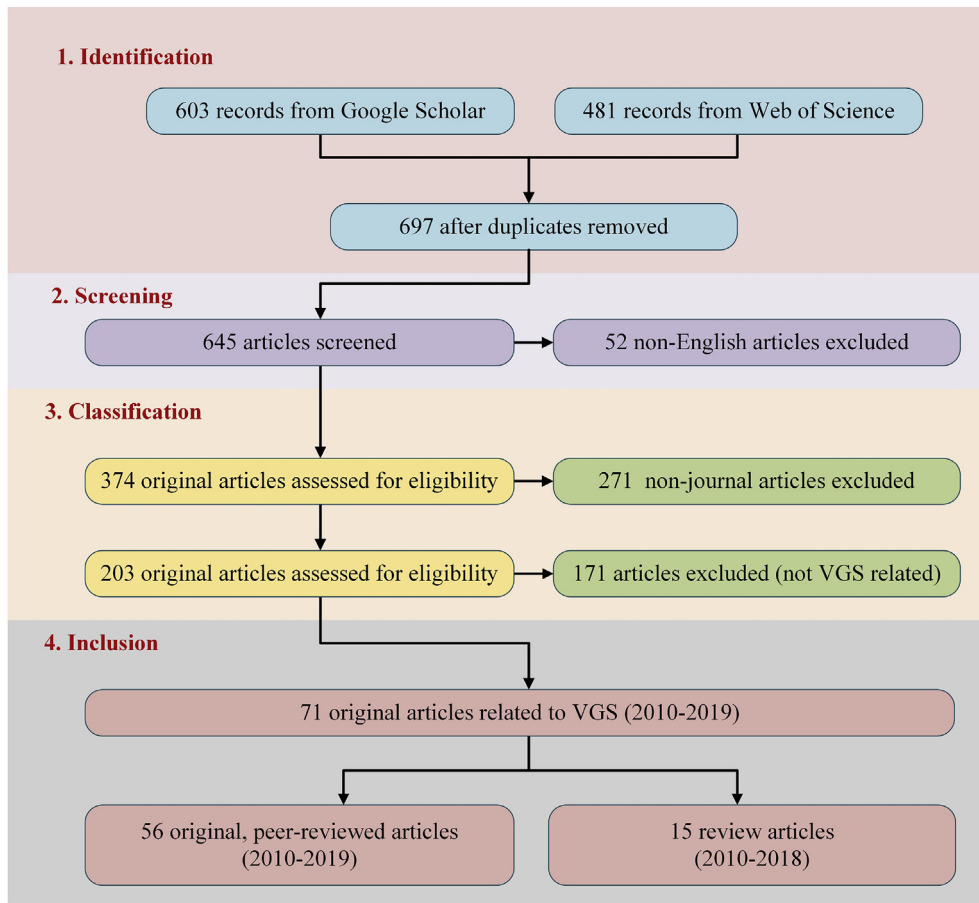 1. Identification
603 records from Google Scholar
481 records from Web of Science
697 after duplicates removed
2. Screening
645 articles screened
52 non-English articles excluded
3. Classification
374 original articles assessed for eligibility
271 non-journal articles excluded
203 original articles assessed for eligibility
171 articles excluded (not VGS related)
4. Inclusion
71 original articles related to VGS (2010-2019)
56 original, peer-reviewed articles
(2010-2019)
15 review articles
(2010-2018)